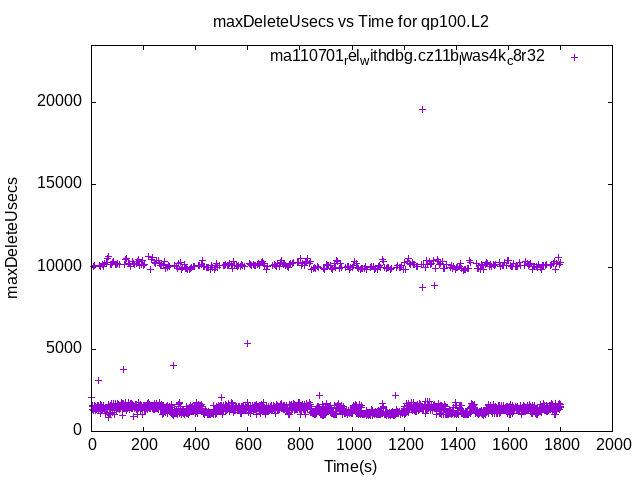 maxDeleteUsecs vs Time for qp100.L2
ma110701relwithdbg.cz11blwas4kc8r32
maxDeleteUsecs
20000
15000
10000
5000
0
0 200 400 600 800 1000 1200 1400 1600 1800 2000
Time(s)